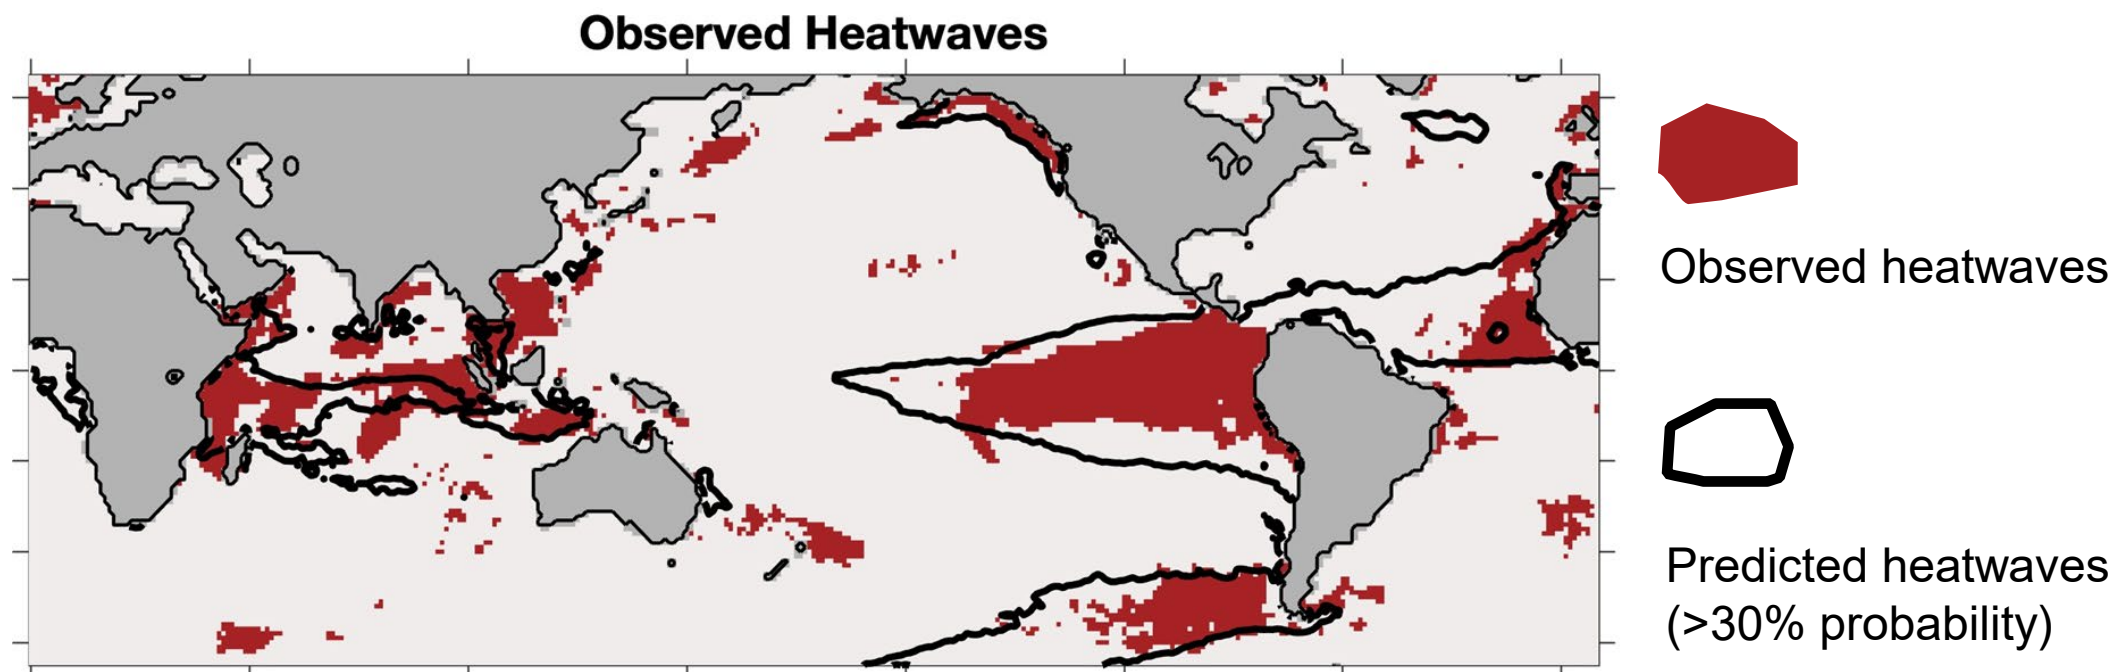 Observed Heatwaves
Observed heatwaves
Predicted heatwaves
(>30% probability)